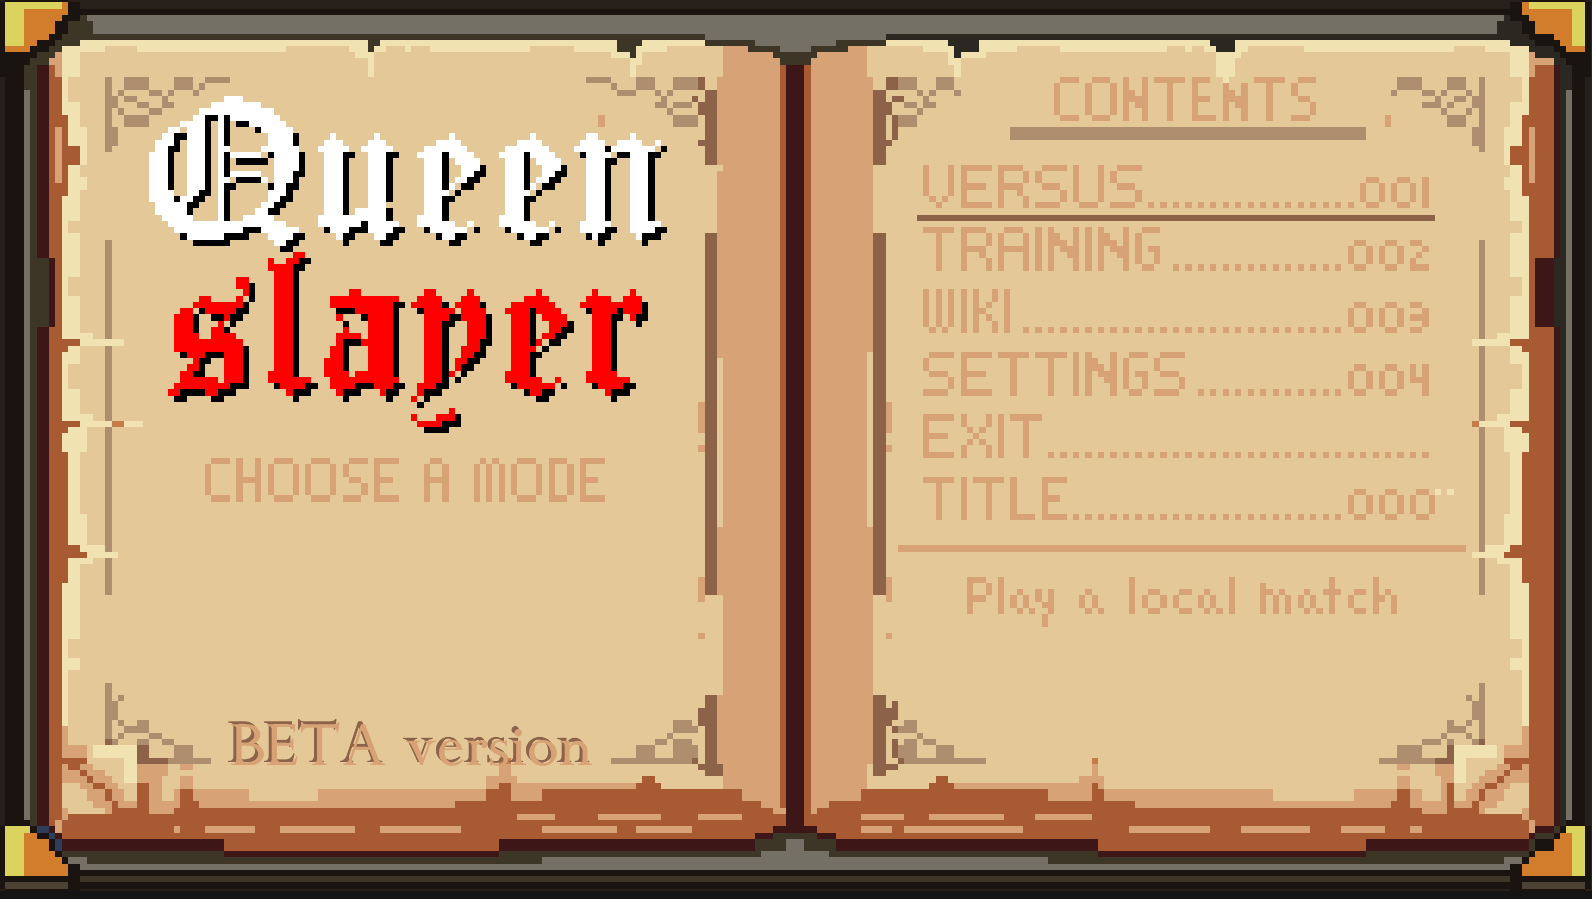 Queen
slayer
CHOOSE A MODE
BETA version
CONTENTS
VERSUS.................001
TRAINING..............002
WIKI...........................003
SETTINGS............004
EXIT................................
TITLE.......................000
Play a local match